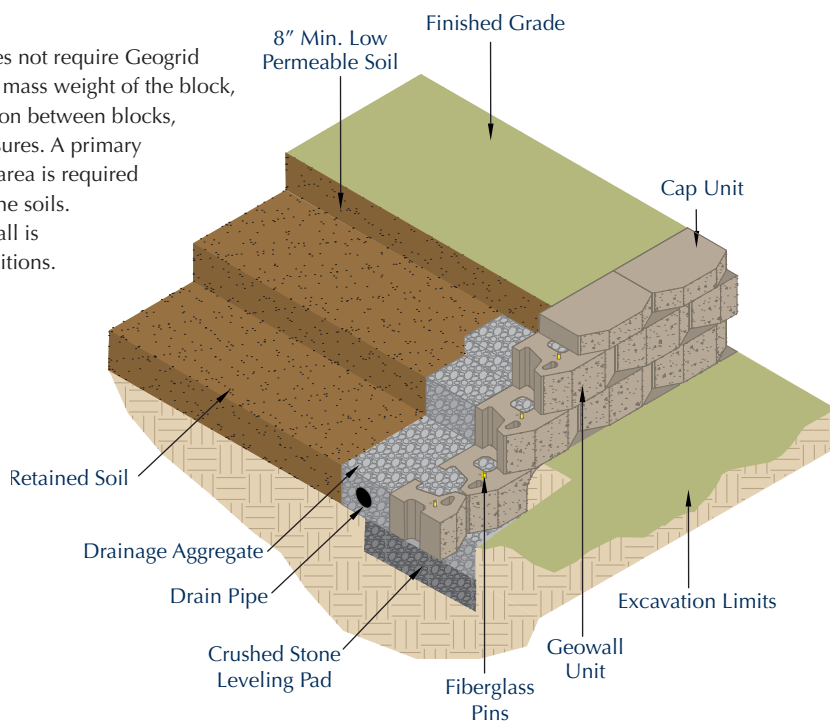 es not require Geogrid
mass weight of the block,
on between blocks,
sures. A primary
area is required
ne soils.
all is
itions.
8” Min. Low
Permeable Soil
Finished Grade
Cap Unit
Retained Soil
Drainage Aggregate
Drain Pipe
Crushed Stone
Leveling Pad
Fiberglass
Pins
Geowall
Unit
Excavation Limits